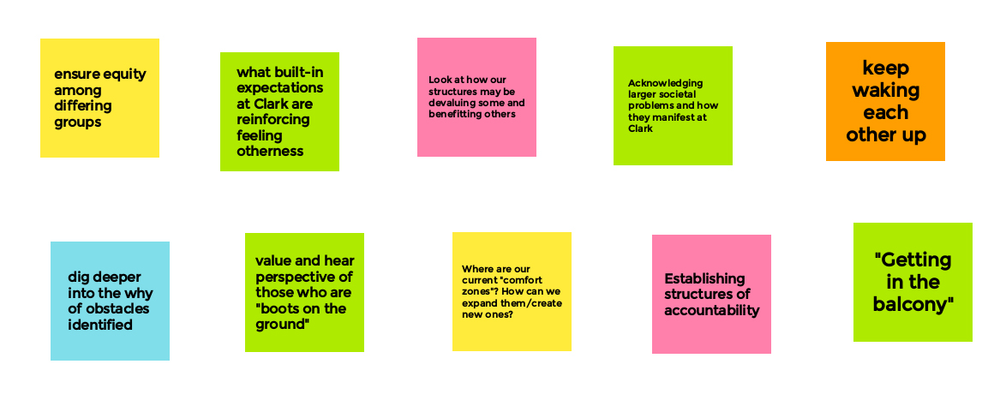 ensure equity
among
differing
groups
what built-in
expectations
at Clark are
reinforcing
feeling
otherness
Look at how our
structures may be
devaluing some and
benefitting others
Acknowledging
larger societal
problems and how
they manifest at
Clark
keep
waking
each
other up
dig deeper
into the why
of obstacles
identified
value and hear
perspective of
those who are
"boots on the
ground"
Where are our
current "comfort
zones"? How can we
expand them/create
new ones?
Establishing
structures of
accountability
"Getting
in the
balcony"